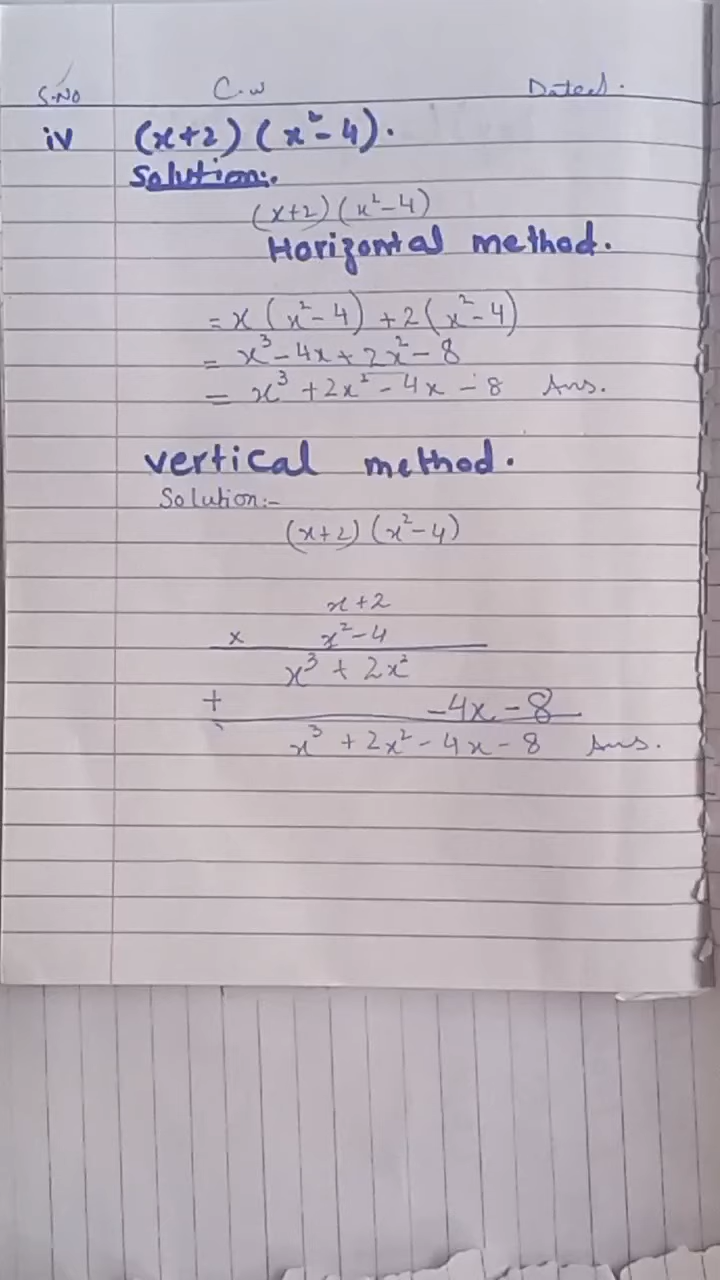 S.No C.w Dated.
iv (x+2) (x²-4).
Solution:.
(x+2) (x²-4)
Horizontal method.
= x (x²-4) +2(x²-4)
= x³-4x+2x²-8
= x³+2x²-4x-8 Ans.
vertical method.
Solution:-
(x+2) (x²-4)
x+2
× x²-4
x³ + 2x²
+ -4x-8
x³ +2x²-4x-8 Ans.